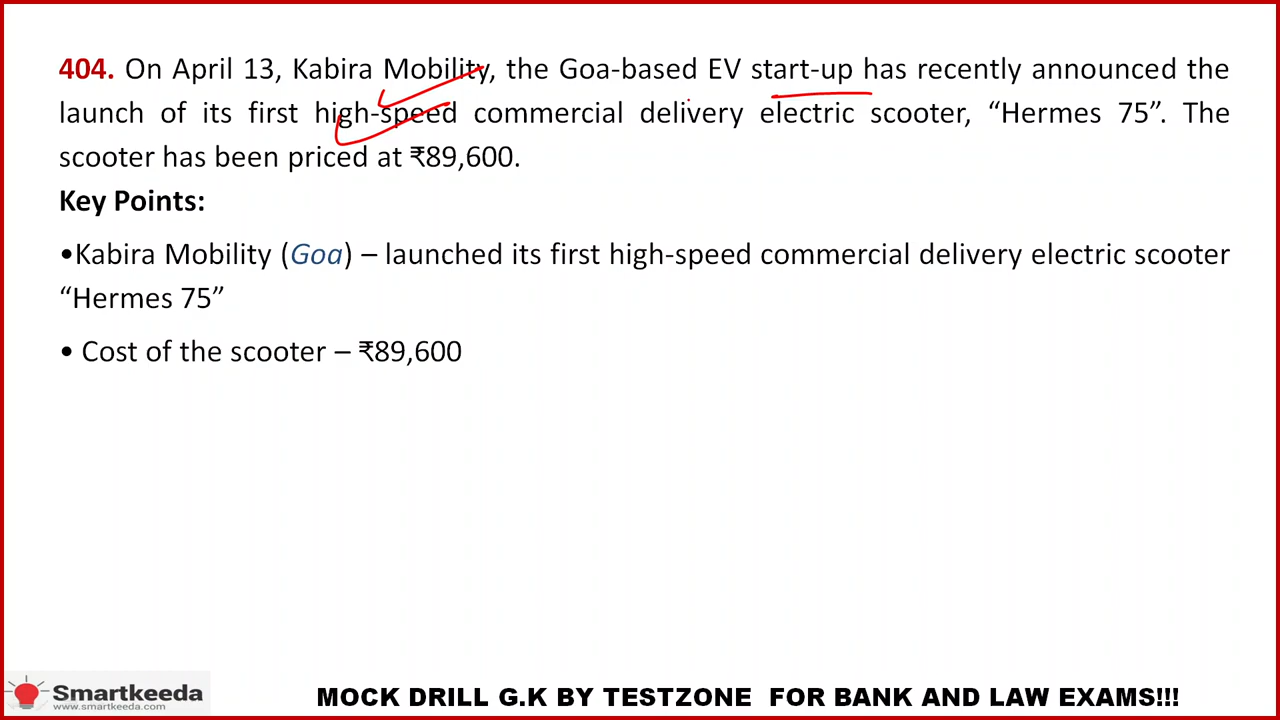 404. On April 13, Kabira Mobility, the Goa-based EV start-up has recently announced the
launch of its first high-speed commercial delivery electric scooter, “Hermes 75”. The
scooter has been priced at ₹89,600.
Key Points:
•Kabira Mobility (Goa) – launched its first high-speed commercial delivery electric scooter
“Hermes 75”
• Cost of the scooter – ₹89,600
Smartkeeda
www.smartkeeda.com
MOCK DRILL G.K BY TESTZONE FOR BANK AND LAW EXAMS!!!